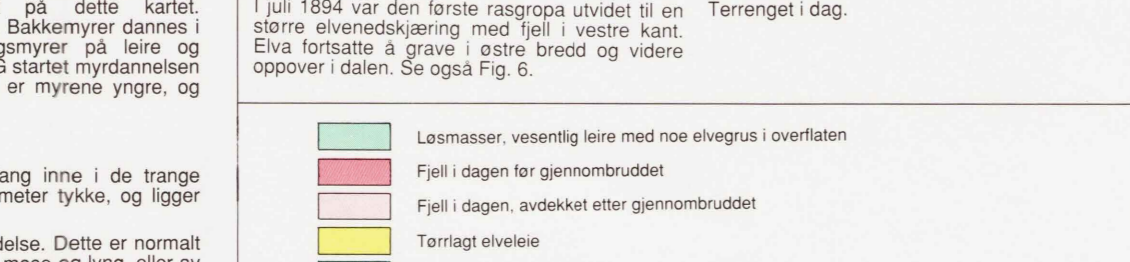 på dette kartet.
Bakkemyrer dannes i
gsmyrer på leire og
startet myrdannelsen
er myrene yngre, og
ang inne i de trange
meter tykke, og ligger
delse. Dette er normalt
mose og lyng, eller av
I juli 1894 var den første rasgropa utvidet til en
større elvenedskjæring med fjell i vestre kant.
Elva fortsatte å grave i østre bredd og videre
oppover i dalen. Se også Fig. 6.
Terrenget i dag.
Løsmasser, vesentlig leire med noe elvegrus i overflaten
Fjell i dagen før gjennombruddet
Fjell i dagen, avdekket etter gjennombruddet
Tørrlagt elveleie